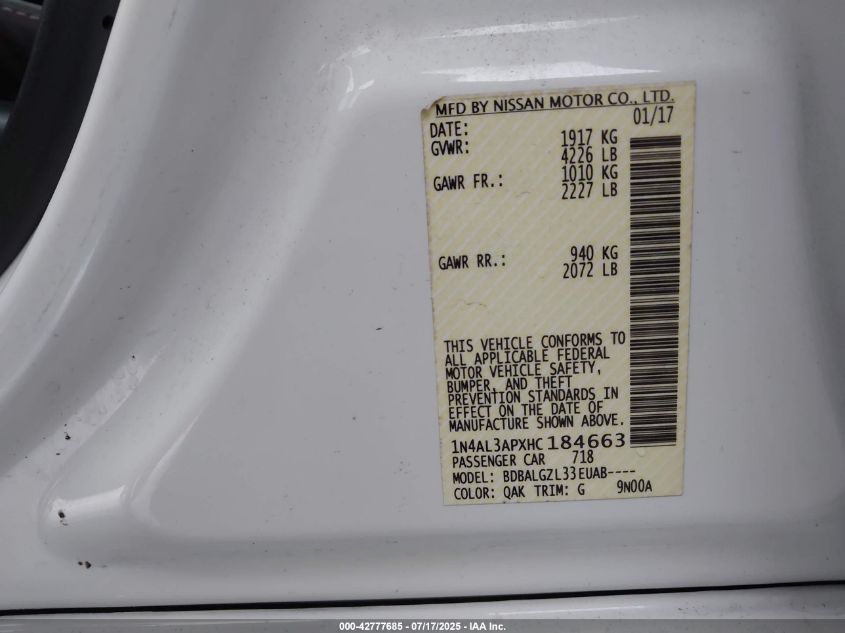 MFD BY NISSAN MOTOR CO., LTD.
DATE: 01/17
GVWR: 1917 KG
4226 LB
GAWR FR.: 1010 KG
2227 LB
GAWR RR.: 940 KG
2072 LB
THIS VEHICLE CONFORMS TO
ALL APPLICABLE FEDERAL
MOTOR VEHICLE SAFETY,
BUMPER, AND THEFT
PREVENTION STANDARDS IN
EFFECT ON THE DATE OF
MANUFACTURE SHOWN ABOVE.
1N4AL3APXHC184663
PASSENGER CAR 718
MODEL: BDBALGZL33EUAB----
COLOR: QAK TRIM: G 9N00A
000-42777685 - 07/17/2025 - IAA Inc.